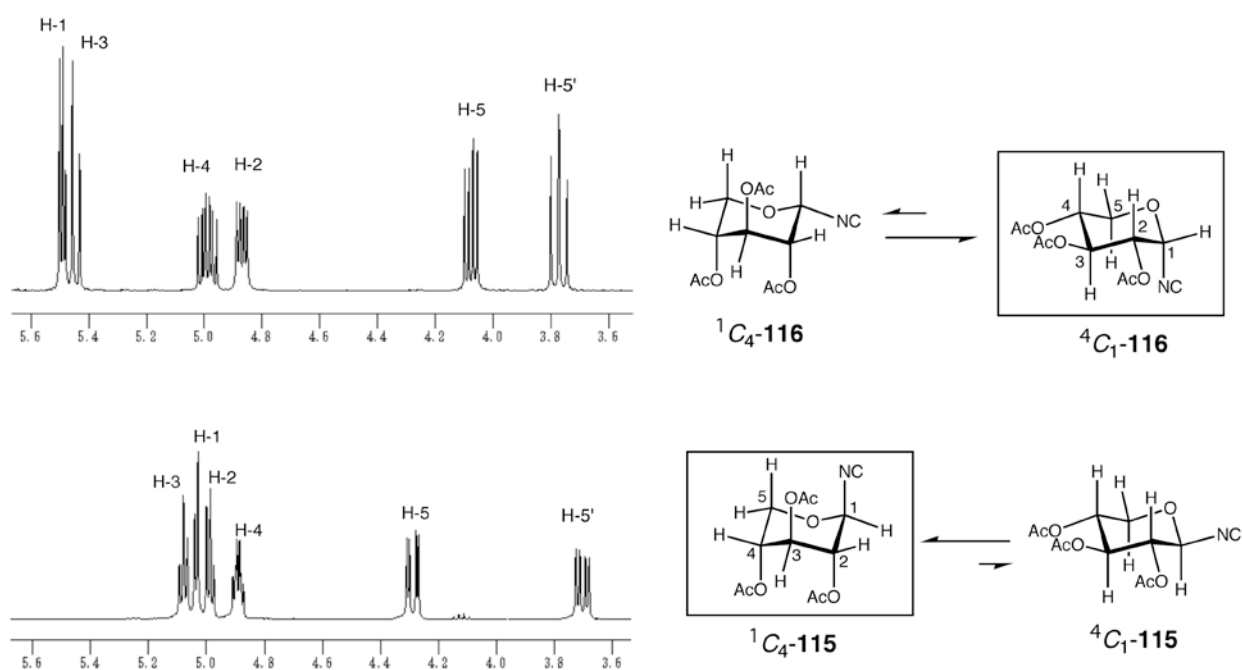 H-1
H-3
H-4
H-2
H-5
H-5'
5.6 5.4 5.2 5.0 4.8 4.6 4.4 4.2 4.0 3.8 3.6
H H
OAc
H O NC
H H
AcO H AcO
¹C₄-116
H H H
4 5 O
AcO 2 H
AcO 1
3 AcO
H NC
⁴C₁-116
H-1
H-3 H-2
H-4
H-5
H-5'
5.6 5.4 5.2 5.0 4.8 4.6 4.4 4.2 4.0 3.8 3.6
H NC
5 OAc 1
H O H
H 4 3 2 H
AcO H AcO
¹C₄-115
H H H
O
AcO NC
AcO
H AcO H
⁴C₁-115